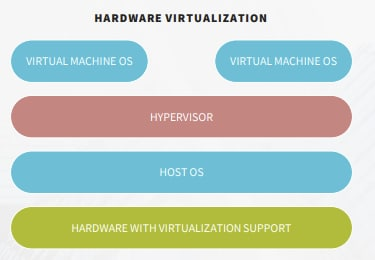 HARDWARE VIRTUALIZATION
VIRTUAL MACHINE OS VIRTUAL MACHINE OS
HYPERVISOR
HOST OS
HARDWARE WITH VIRTUALIZATION SUPPORT